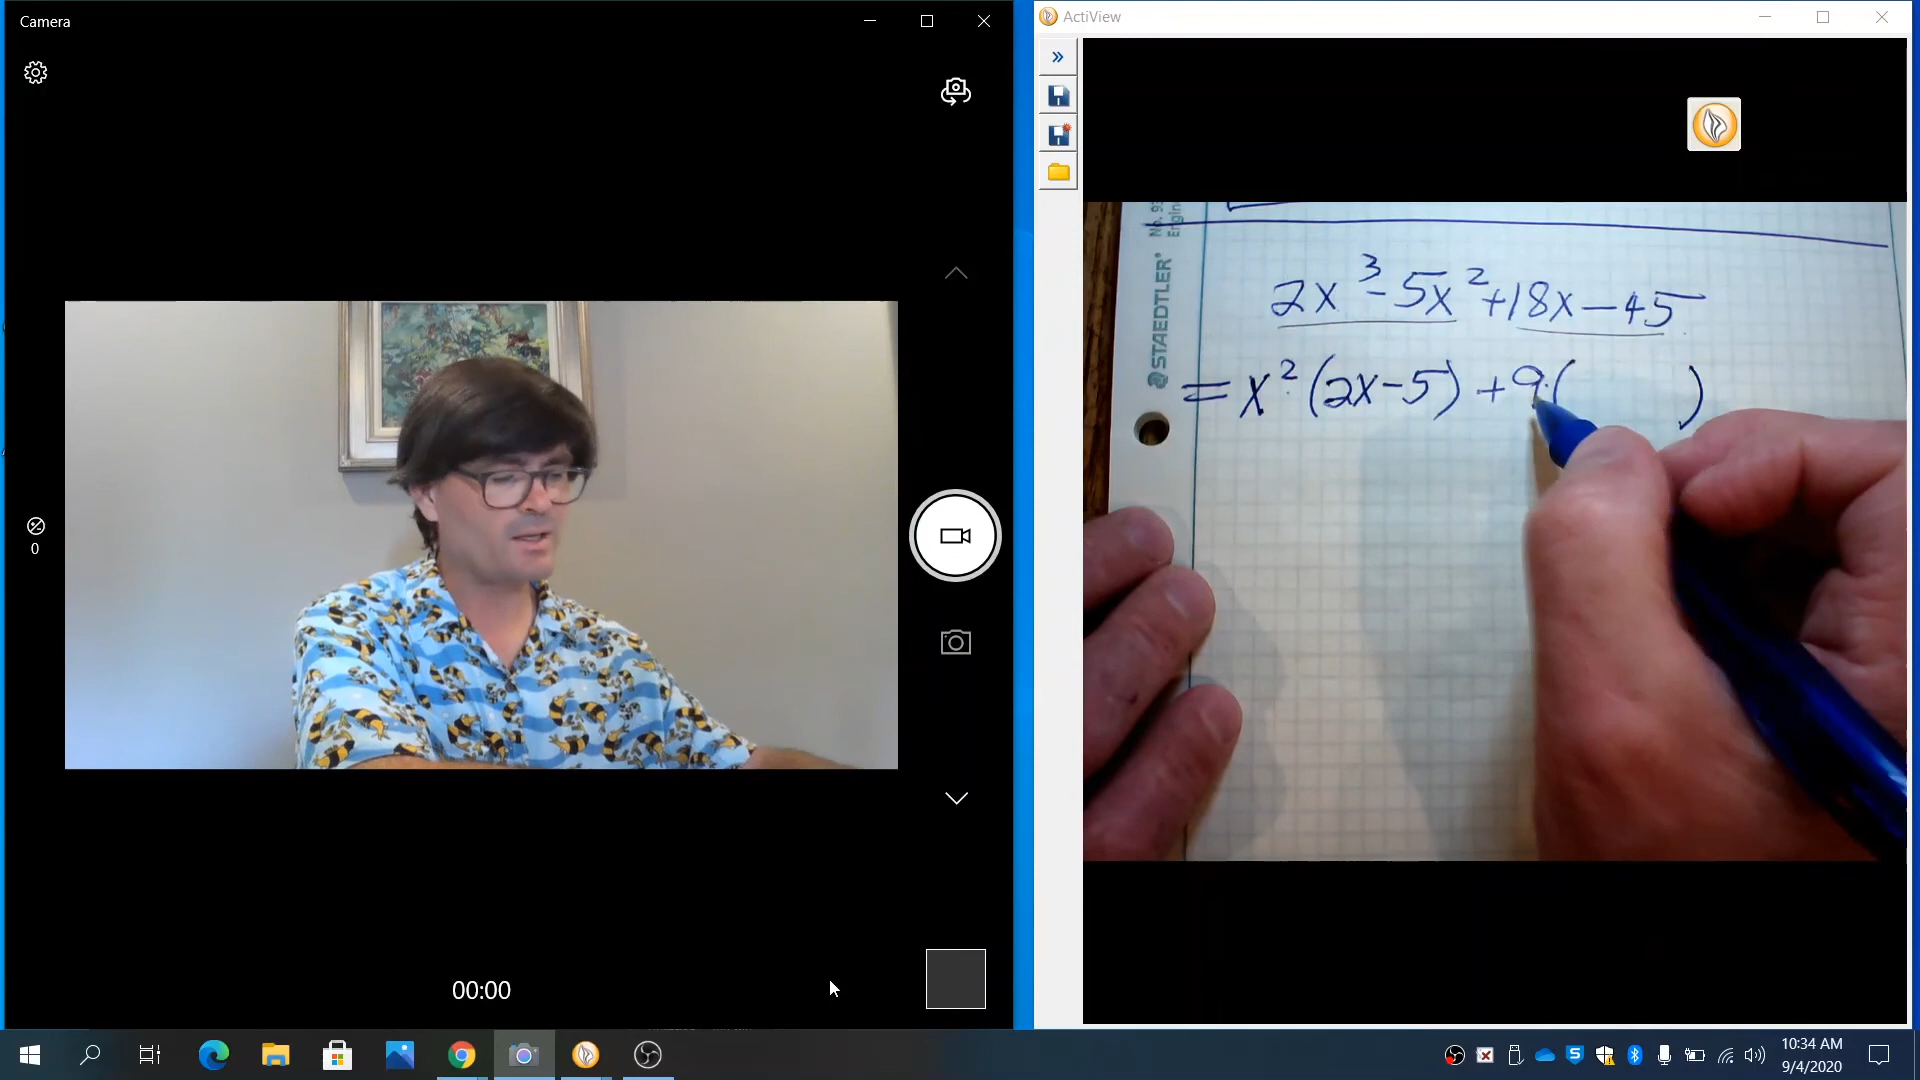 Camera
ActiView
0
00:00
STAEDTLER
2x³-5x²+18x-45
=x²(2x-5)+9( )
10:34 AM
9/4/2020